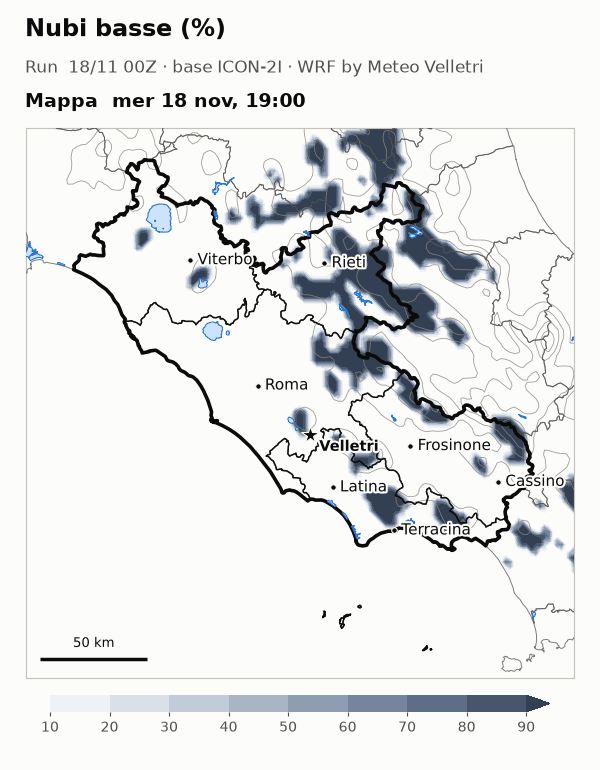 Nubi basse (%)
Run  18/11 00Z · base ICON-2I · WRF by Meteo Velletri
Mappa  mer 18 nov, 19:00
Viterbo
Rieti
Roma
Velletri
Frosinone
Latina
Cassino
Terracina
50 km
10 20 30 40 50 60 70 80 90